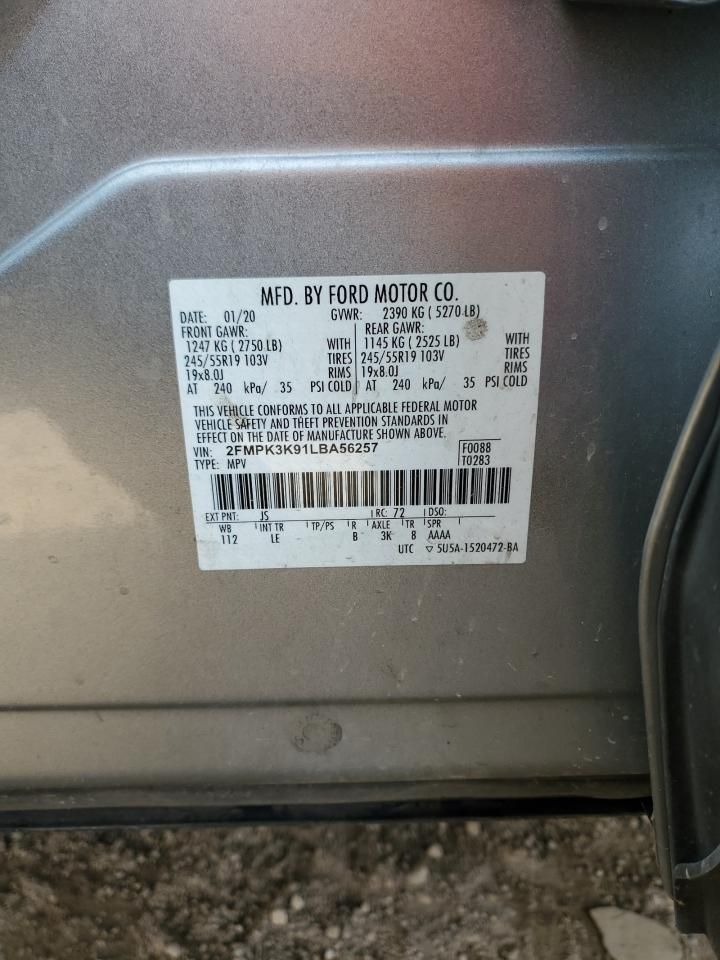 MFD. BY FORD MOTOR CO.
DATE: 01/20 GVWR: 2390 KG ( 5270 LB)
FRONT GAWR: REAR GAWR:
1247 KG ( 2750 LB) WITH 1145 KG ( 2525 LB) WITH
245/55R19 103V TIRES 245/55R19 103V TIRES
19x8.0J RIMS 19x8.0J RIMS
AT 240 kPa/ 35 PSI COLD AT 240 kPa/ 35 PSI COLD
THIS VEHICLE CONFORMS TO ALL APPLICABLE FEDERAL MOTOR
VEHICLE SAFETY AND THEFT PREVENTION STANDARDS IN
EFFECT ON THE DATE OF MANUFACTURE SHOWN ABOVE.
VIN: 2FMPK3K91LBA56257 F0088
TYPE: MPV T0283
EXT PNT: JS RC: 72 DSO:
WB INT TR TP/PS R AXLE TR SPR
112 LE B 3K 8 AAAA
UTC ▽ 5U5A-1520472-BA